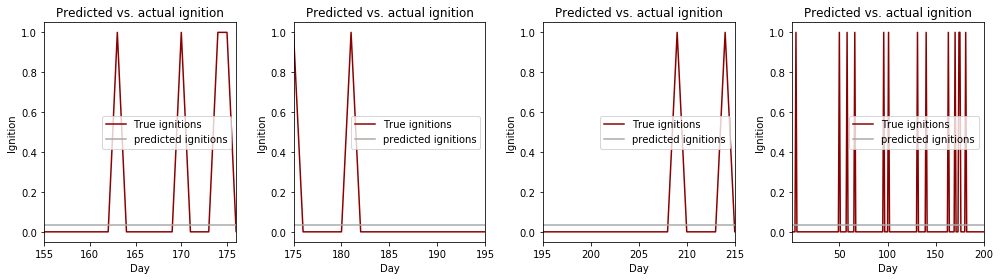 Predicted vs. actual ignition
Ignition
1.0
0.8
0.6
0.4
0.2
0.0
True ignitions
predicted ignitions
155 160 165 170 175
Day
Predicted vs. actual ignition
Ignition
1.0
0.8
0.6
0.4
0.2
0.0
True ignitions
predicted ignitions
175 180 185 190 195
Day
Predicted vs. actual ignition
Ignition
1.0
0.8
0.6
0.4
0.2
0.0
True ignitions
predicted ignitions
195 200 205 210 215
Day
Predicted vs. actual ignition
Ignition
1.0
0.8
0.6
0.4
0.2
0.0
True ignitions
predicted ignitions
50 100 150 200
Day